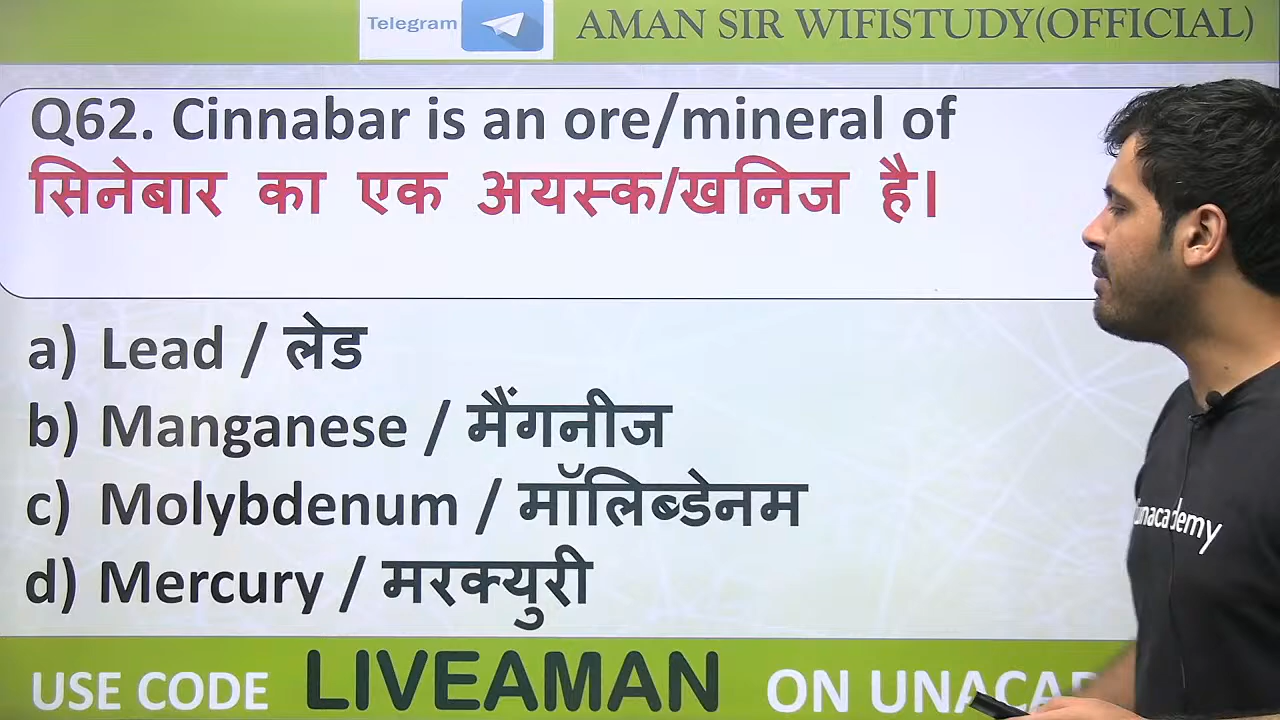 Telegram
AMAN SIR WIFISTUDY(OFFICIAL)
Q62. Cinnabar is an ore/mineral of
सिनेबार का एक अयस्क/खनिज है।
a) Lead / लेड
b) Manganese / मैंगनीज
c) Molybdenum / मॉलिब्डेनम
d) Mercury / मरक्युरी
unacademy
USE CODE LIVEAMAN ON UNACA